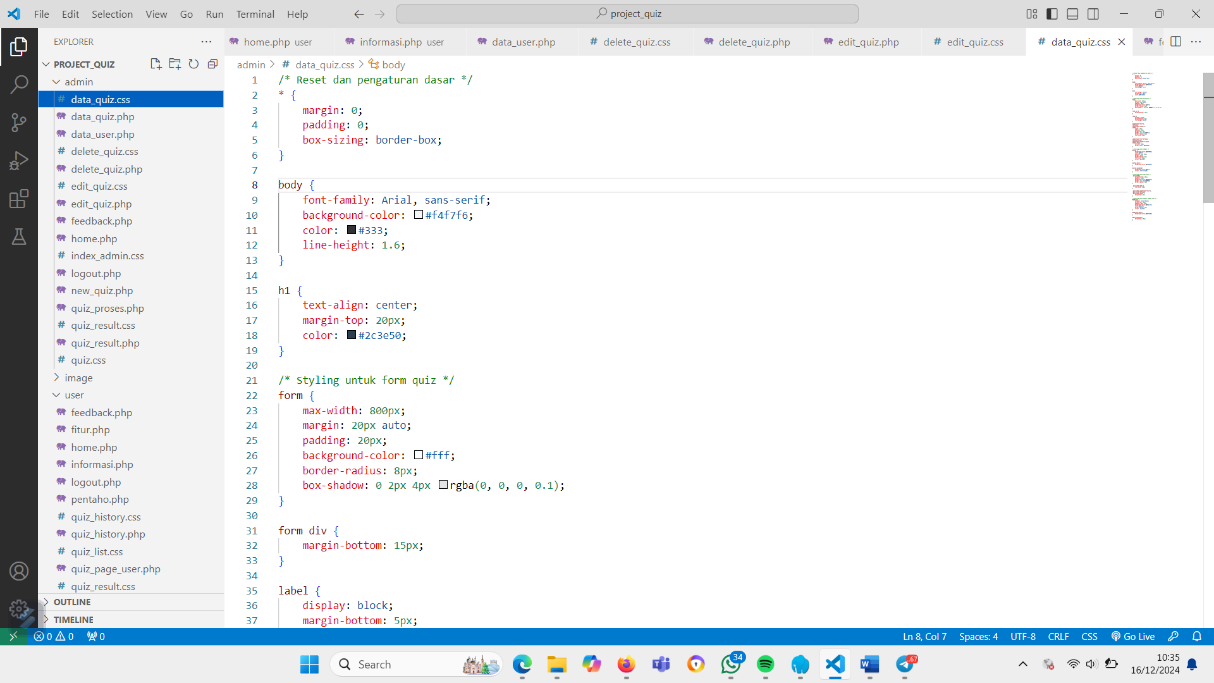 File Edit Selection View Go Run Terminal Help
project_quiz
EXPLORER
home.php user
informasi.php user
data_user.php
delete_quiz.css
delete_quiz.php
edit_quiz.php
edit_quiz.css
data_quiz.css
PROJECT_QUIZ
admin
data_quiz.css
data_quiz.php
data_user.php
delete_quiz.css
delete_quiz.php
edit_quiz.css
edit_quiz.php
feedback.php
home.php
index_admin.css
logout.php
new_quiz.php
quiz_proses.php
quiz_result.css
quiz_result.php
quiz.css
image
user
feedback.php
fitur.php
home.php
informasi.php
logout.php
pentaho.php
quiz_history.css
quiz_history.php
quiz_list.css
quiz_page_user.php
quiz_result.css
OUTLINE
TIMELINE
admin > # data_quiz.css > body
1 /* Reset dan pengaturan dasar */
2 * {
3 margin: 0;
4 padding: 0;
5 box-sizing: border-box;
6 }
7
8 body {
9 font-family: Arial, sans-serif;
10 background-color: #f4f7f6;
11 color: #333;
12 line-height: 1.6;
13 }
14
15 h1 {
16 text-align: center;
17 margin-top: 20px;
18 color: #2c3e50;
19 }
20
21 /* Styling untuk form quiz */
22 form {
23 max-width: 800px;
24 margin: 20px auto;
25 padding: 20px;
26 background-color: #fff;
27 border-radius: 8px;
28 box-shadow: 0 2px 4px rgba(0, 0, 0, 0.1);
29 }
30
31 form div {
32 margin-bottom: 15px;
33 }
34
35 label {
36 display: block;
37 margin-bottom: 5px;
0 0 0
Ln 8, Col 7 Spaces: 4 UTF-8 CRLF CSS Go Live
Search
34
10:35
16/12/2024